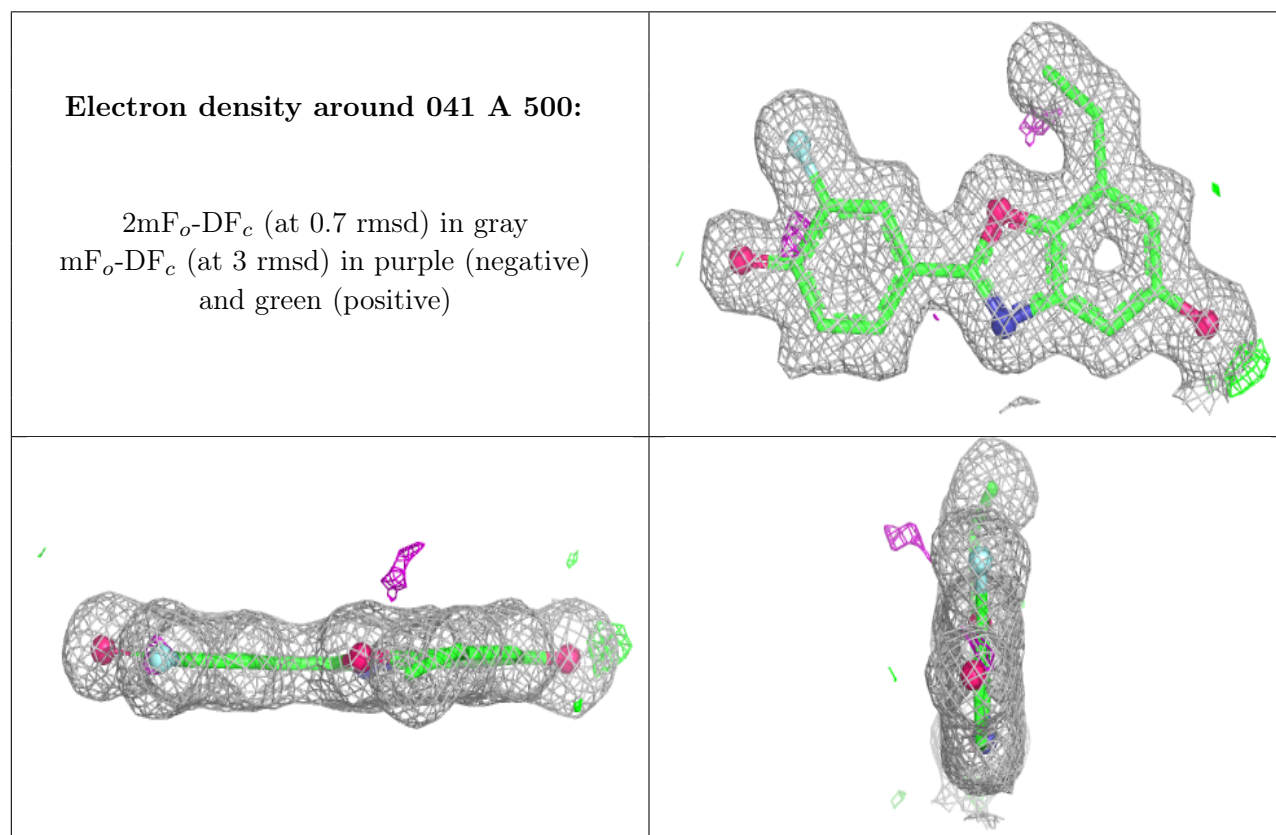 Electron density around 041 A 500:
2mFₒ-DF𝒸 (at 0.7 rmsd) in gray
mFₒ-DF𝒸 (at 3 rmsd) in purple (negative)
and green (positive)